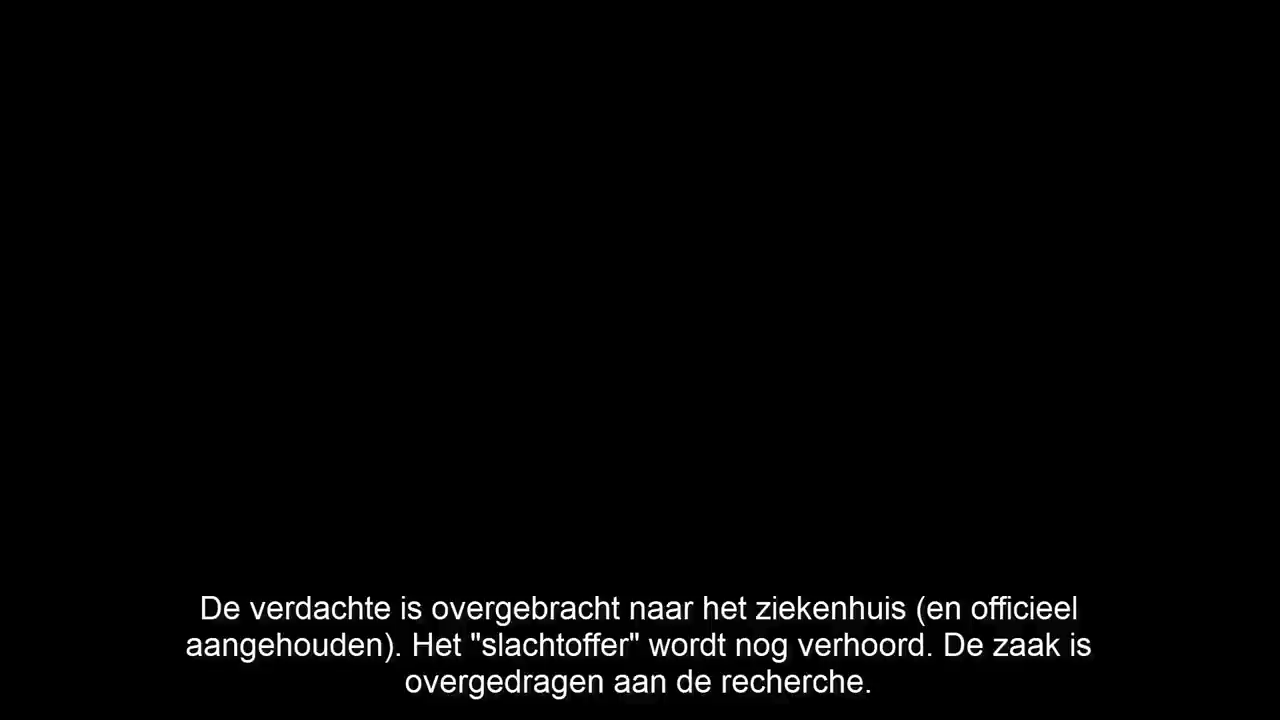 De verdachte is overgebracht naar het ziekenhuis (en officieel
aangehouden). Het "slachtoffer" wordt nog verhoord. De zaak is
overgedragen aan de recherche.